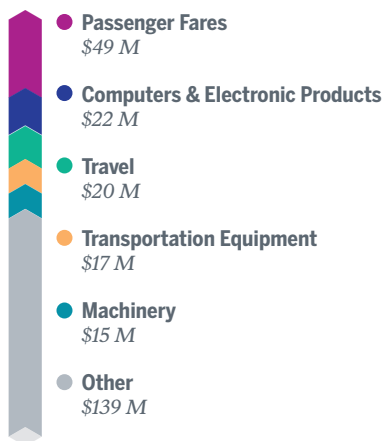 Passenger Fares
$49 M
Computers & Electronic Products
$22 M
Travel
$20 M
Transportation Equipment
$17 M
Machinery
$15 M
Other
$139 M